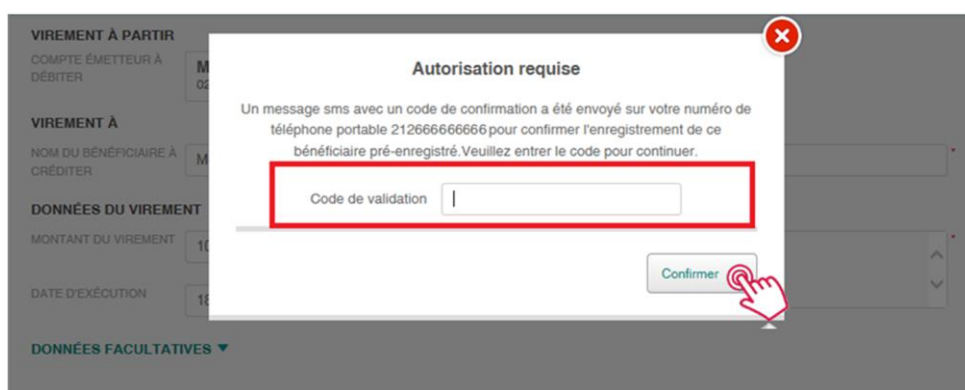 VIREMENT À PARTIR
COMPTE ÉMETTEUR À
DÉBITER
M
02
VIREMENT À
NOM DU BÉNÉFICIAIRE À
CRÉDITER
M
DONNÉES DU VIREMENT
MONTANT DU VIREMENT
10
DATE D'EXÉCUTION
18
DONNÉES FACULTATIVES
Autorisation requise
Un message sms avec un code de confirmation a été envoyé sur votre numéro de
téléphone portable 212666666666 pour confirmer l'enregistrement de ce
bénéficiaire pré-enregistré.Veuillez entrer le code pour continuer.
Code de validation
Confirmer